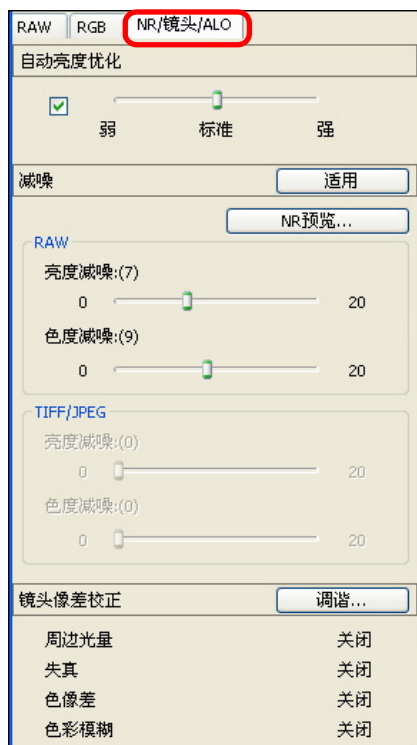 RAW RGB NR/镜头/ALO
自动亮度优化
弱 标准 强
减噪 适用
NR预览...
RAW
亮度减噪:(7)
0 20
色度减噪:(9)
0 20
TIFF/JPEG
亮度减噪:(0)
0 20
色度减噪:(0)
0 20
镜头像差校正 调谐...
周边光量 关闭
失真 关闭
色像差 关闭
色彩模糊 关闭